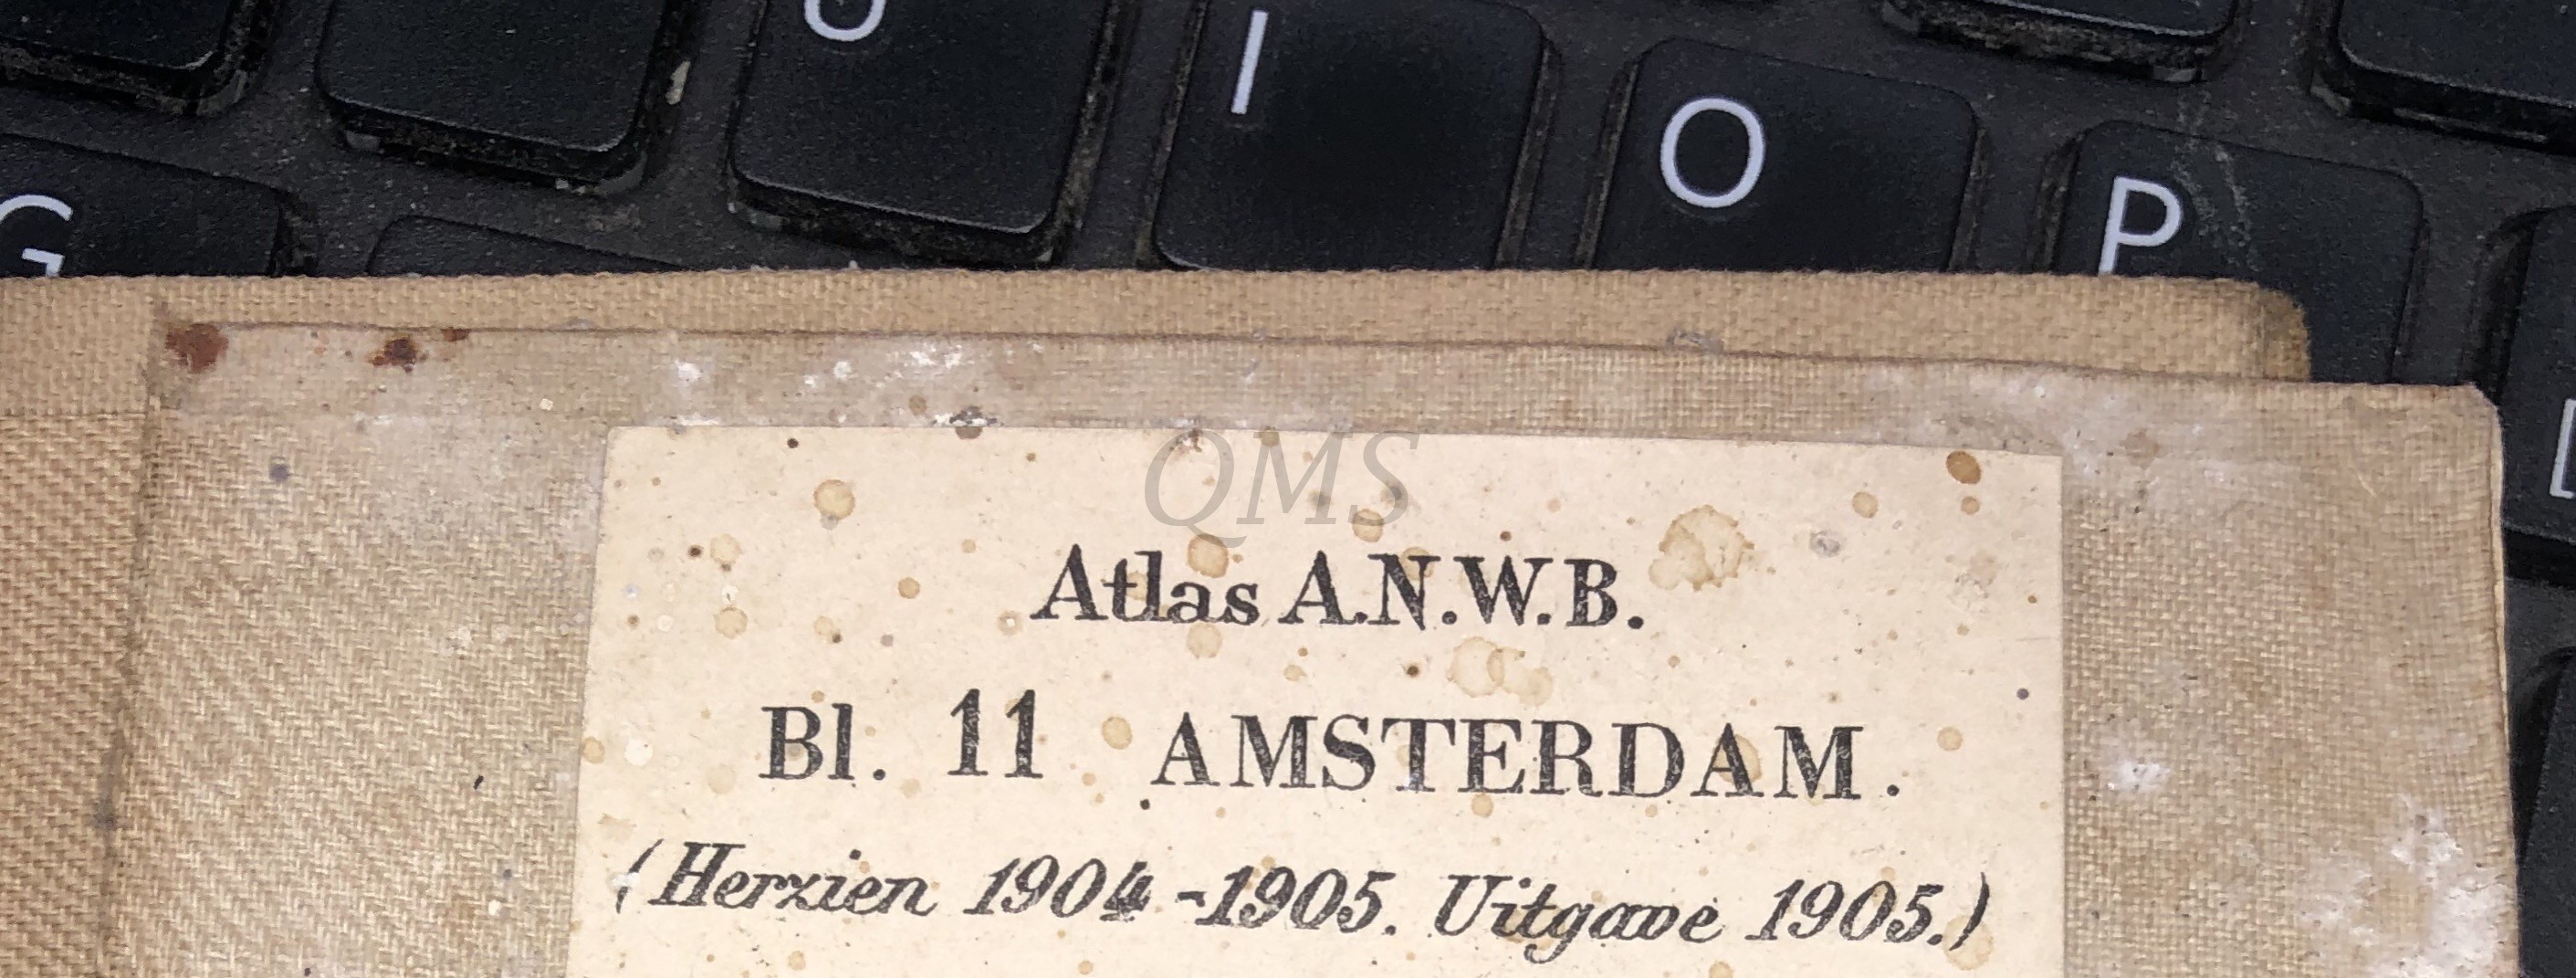 U I O P
G
QMS
Atlas A.N.W.B.
Bl. 11 AMSTERDAM.
(Herzien 1904-1905. Uitgave 1905.)